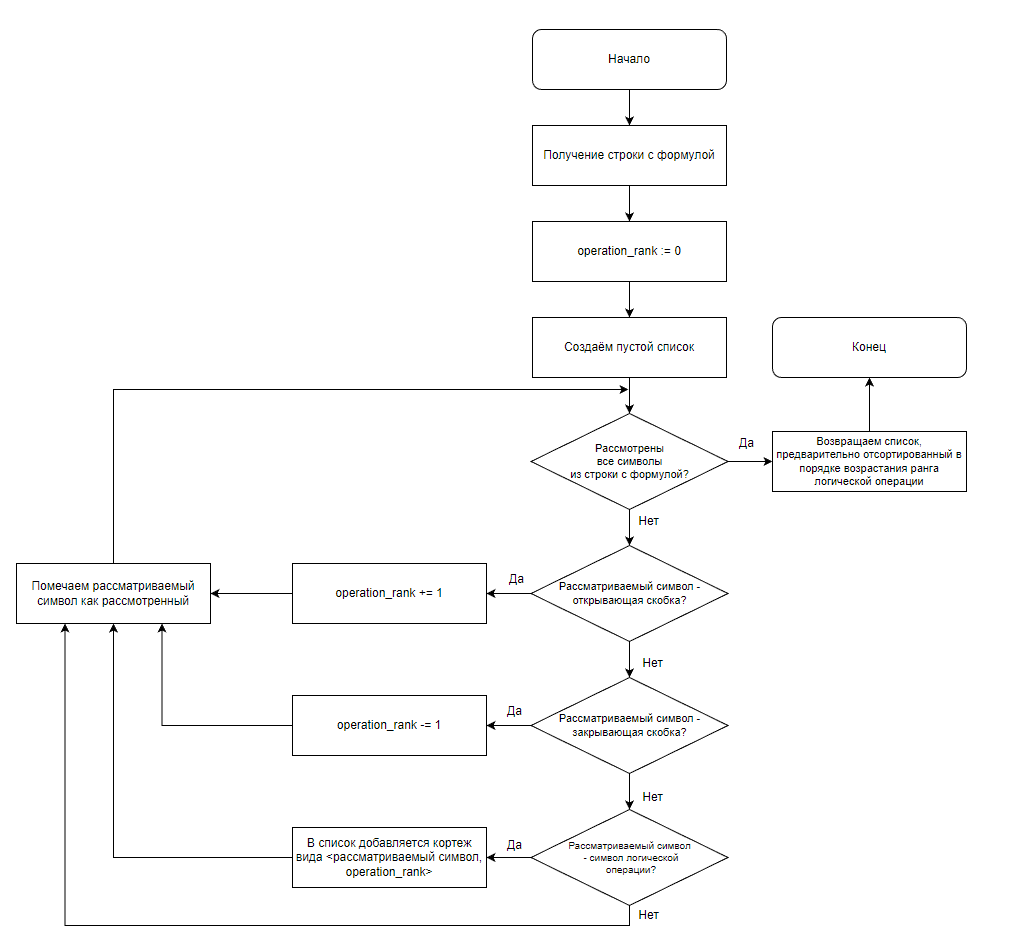 Начало
Получение строки с формулой
operation_rank := 0
Создаём пустой список
Конец
Рассмотрены
все символы
из строки с формулой?
Да
Возвращаем список,
предварительно отсортированный в
порядке возрастания ранга
логической операции
Нет
Рассматриваемый символ -
открывающая скобка?
Да
operation_rank += 1
Помечаем рассматриваемый
символ как рассмотренный
Нет
Рассматриваемый символ -
закрывающая скобка?
Да
operation_rank -= 1
Нет
Рассматриваемый символ
- символ логической
операции?
Да
В список добавляется кортеж
вида <рассматриваемый символ,
operation_rank>
Нет